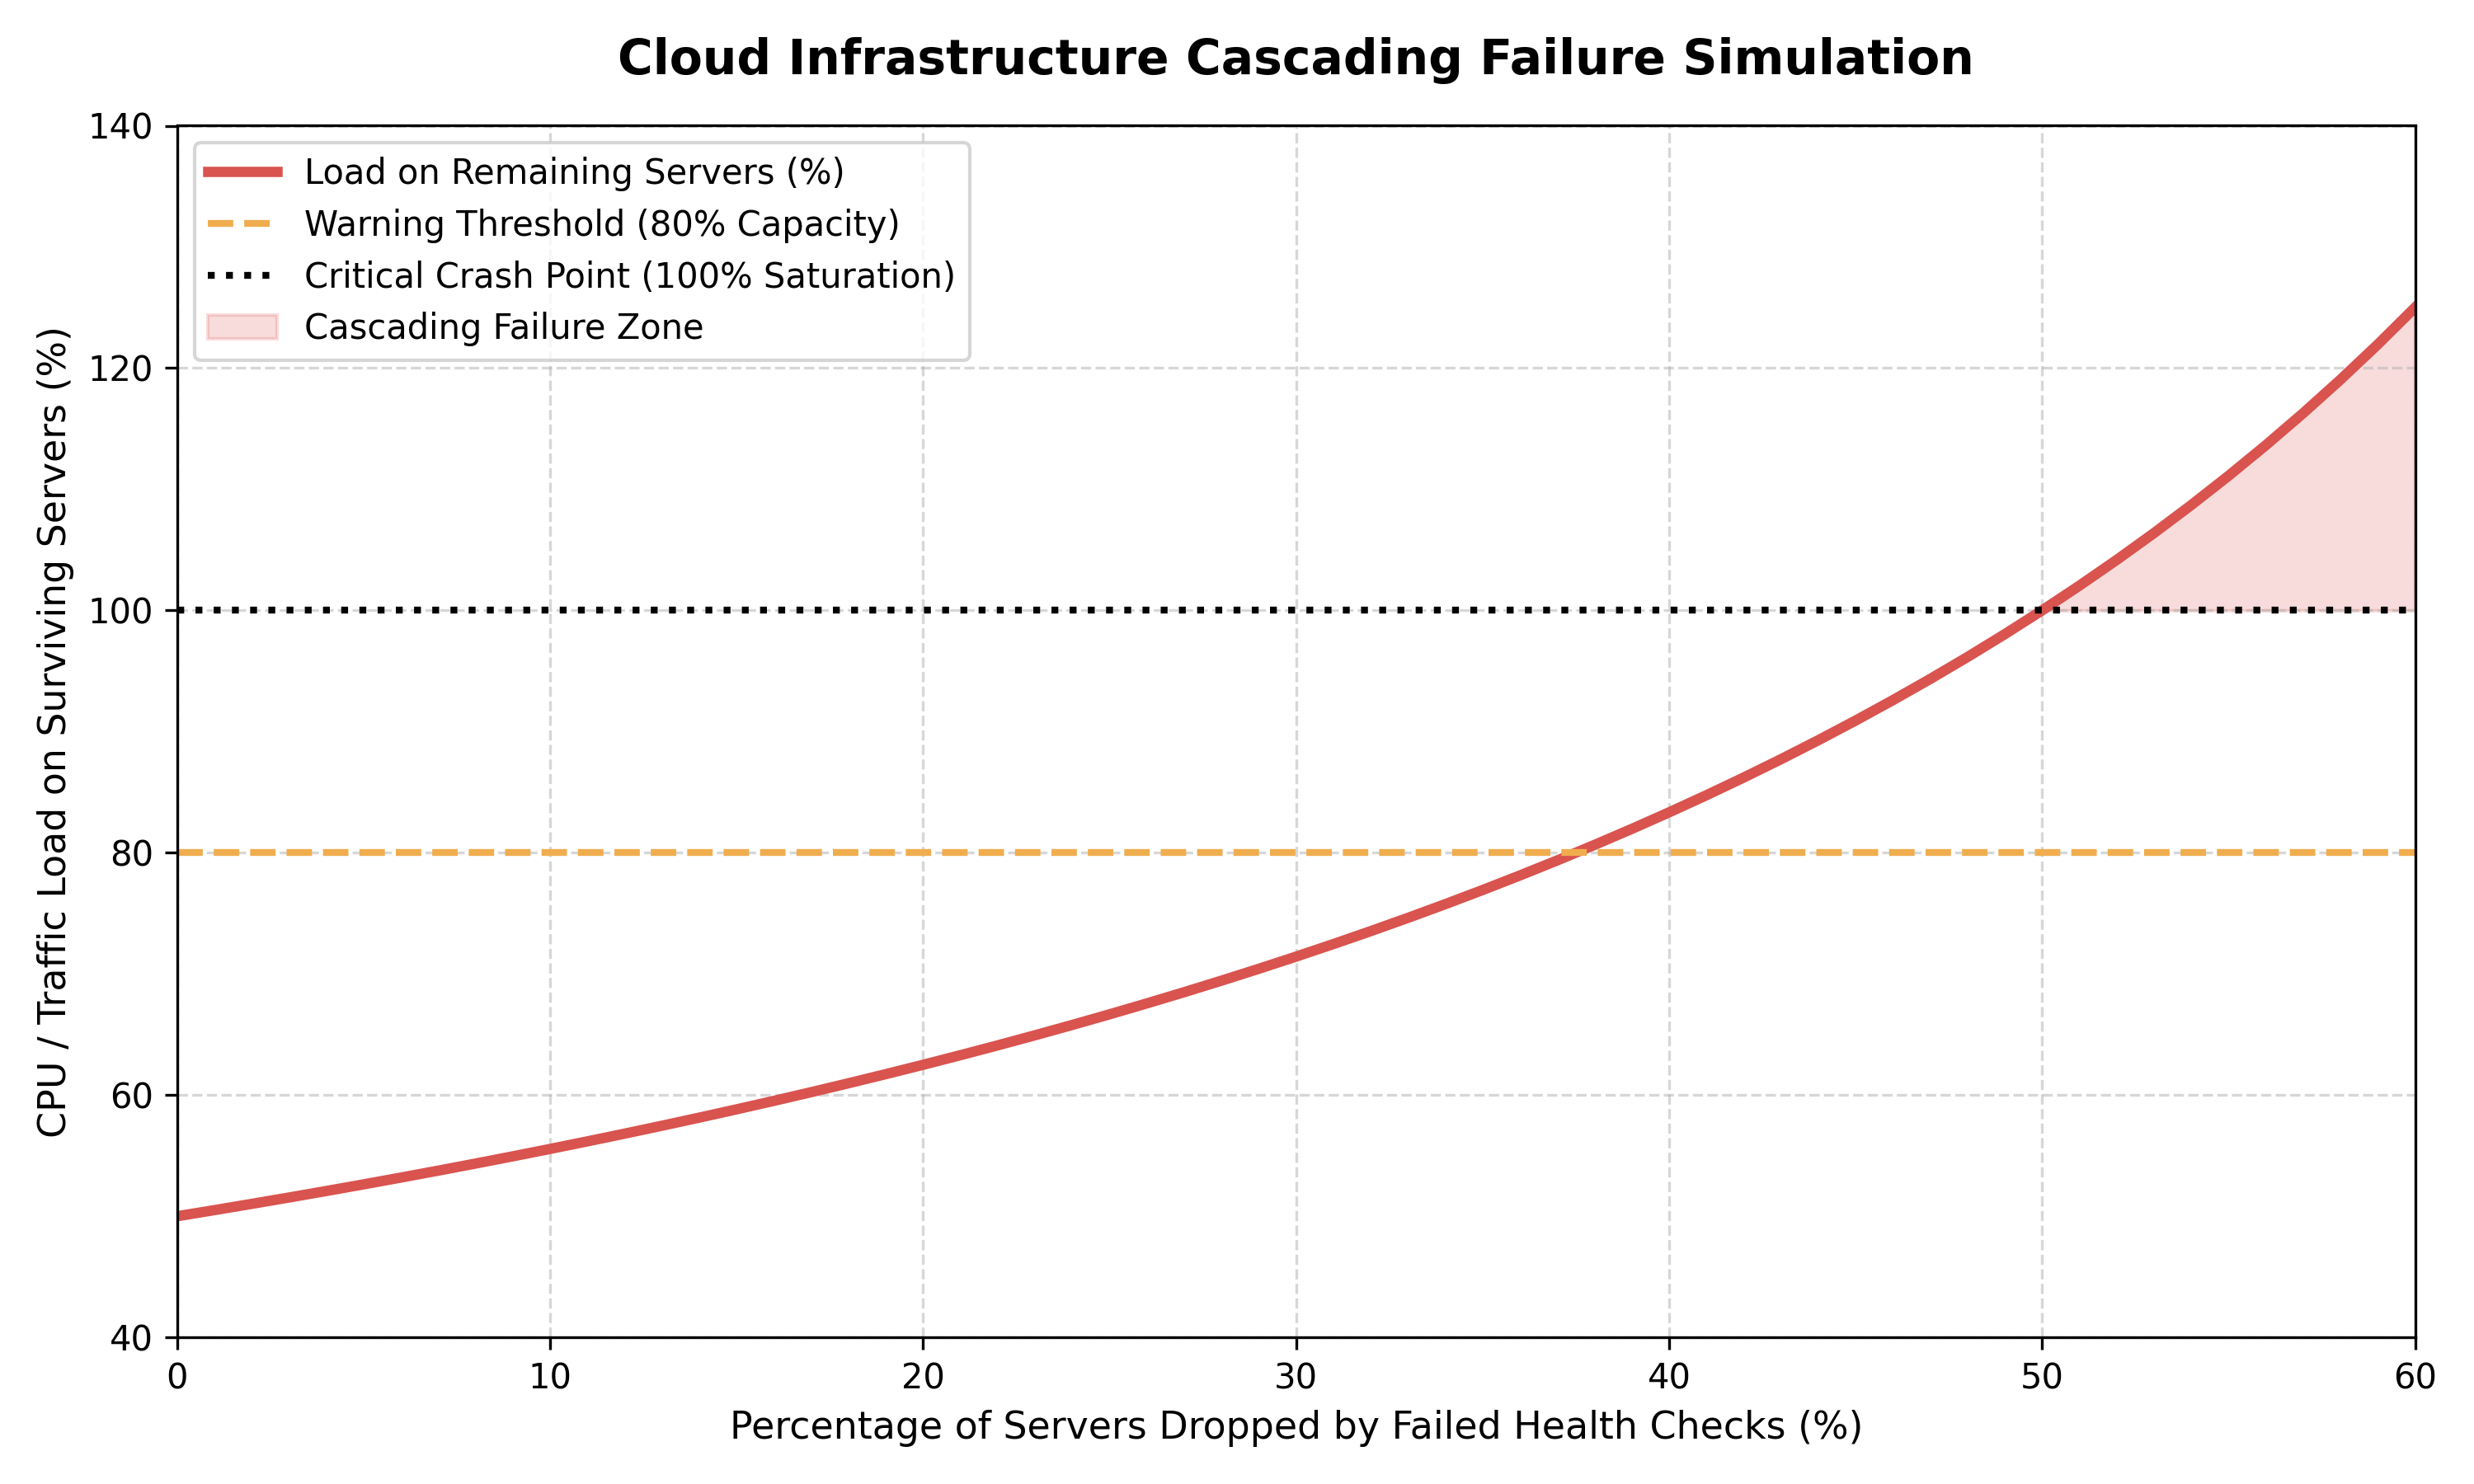 Cloud Infrastructure Cascading Failure Simulation
Load on Remaining Servers (%)
Warning Threshold (80% Capacity)
Critical Crash Point (100% Saturation)
Cascading Failure Zone
CPU / Traffic Load on Surviving Servers (%)
140
120
100
80
60
40
0 10 20 30 40 50 60
Percentage of Servers Dropped by Failed Health Checks (%)